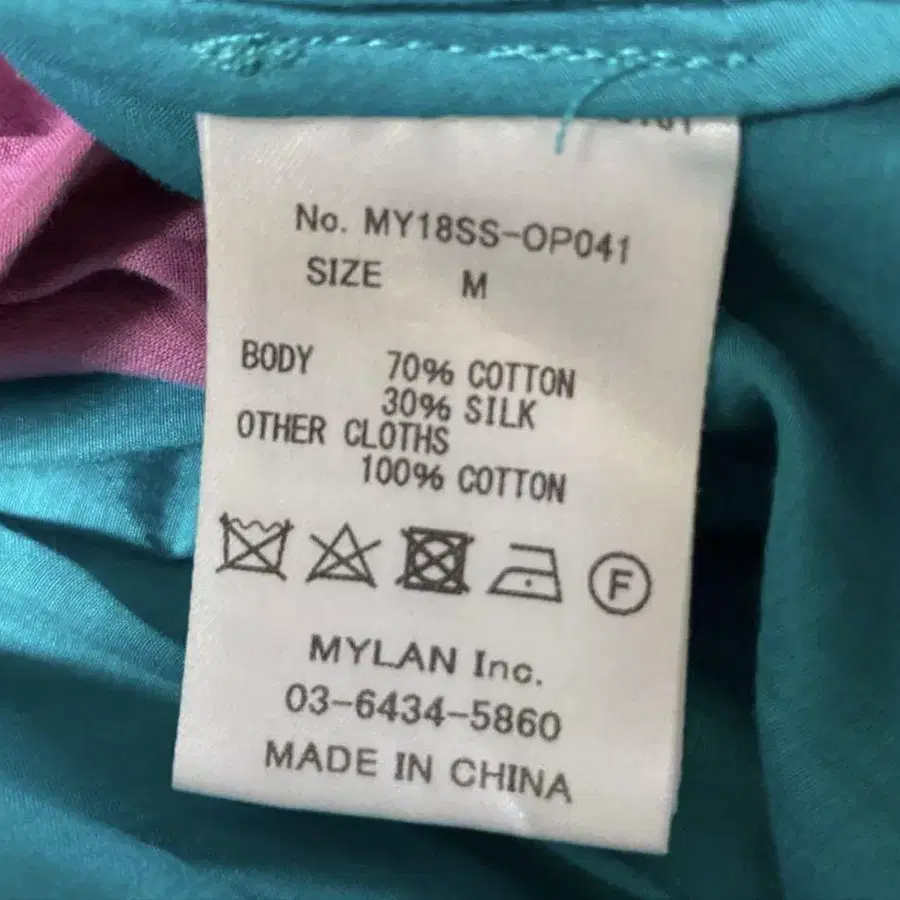 No. MY18SS-OP041
SIZE M
BODY 70% COTTON
30% SILK
OTHER CLOTHS
100% COTTON
F
MYLAN Inc.
03-6434-5860
MADE IN CHINA